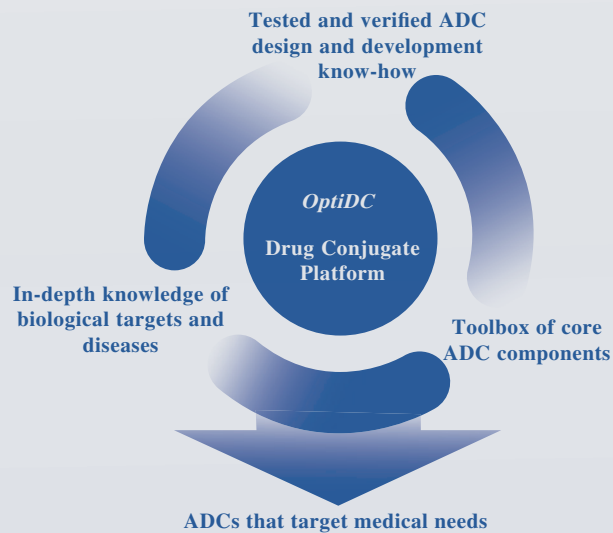 Tested and verified ADC
design and development
know-how
OptiDC
Drug Conjugate
Platform
In-depth knowledge of
biological targets and
diseases
Toolbox of core
ADC components
ADCs that target medical needs